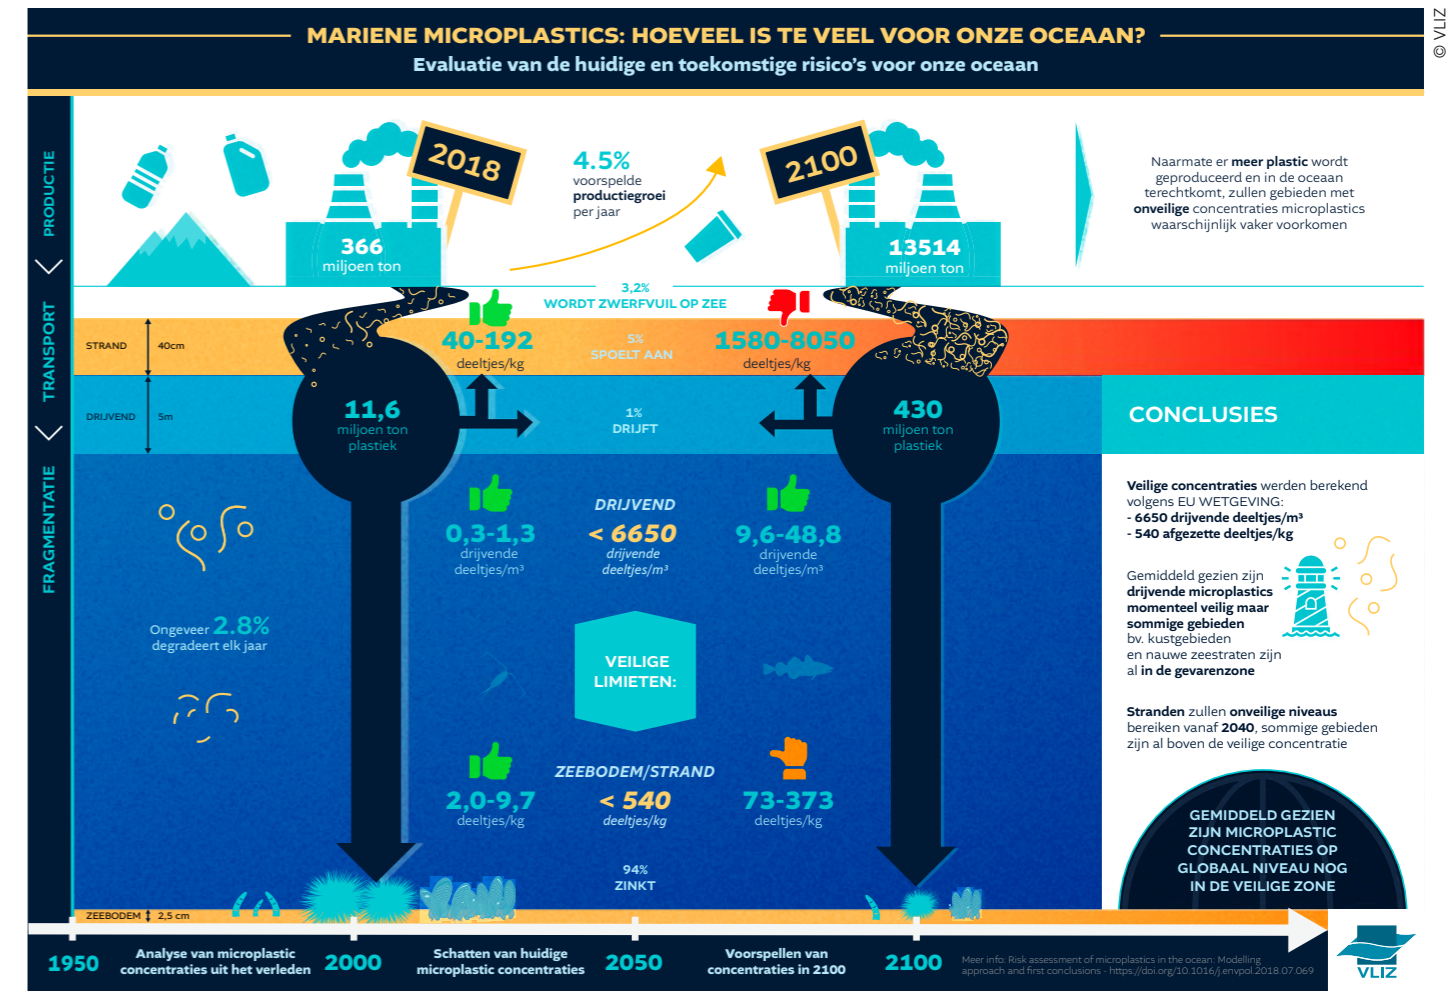 © VLIZ
MARIENE MICROPLASTICS: HOEVEEL IS TE VEEL VOOR ONZE OCEAAN?
Evaluatie van de huidige en toekomstige risico's voor onze oceaan
PRODUCTIE
TRANSPORT
FRAGMENTATIE
2018
366
miljoen ton
4.5%
voorspelde
productiegroei
per jaar
2100
13514
miljoen ton
Naarmate er meer plastic wordt
geproduceerd en in de oceaan
terechtkomt, zullen gebieden met
onveilige concentraties microplastics
waarschijnlijk vaker voorkomen
3,2%
WORDT ZWERFVUIL OP ZEE
STRAND
40cm
40-192
deeltjes/kg
5%
SPOELT AAN
1580-8050
deeltjes/kg
DRIJVEND
5m
11,6
miljoen ton
plastiek
1%
DRIJFT
430
miljoen ton
plastiek
0,3-1,3
drijvende
deeltjes/m³
DRIJVEND
< 6650
drijvende
deeltjes/m³
9,6-48,8
drijvende
deeltjes/m³
Ongeveer 2.8%
degradeert elk jaar
VEILIGE
LIMIETEN:
2,0-9,7
deeltjes/kg
ZEEBODEM/STRAND
< 540
deeltjes/kg
73-373
deeltjes/kg
94%
ZINKT
ZEEBODEM
2,5 cm
CONCLUSIES
Veilige concentraties werden berekend
volgens EU WETGEVING:
- 6650 drijvende deeltjes/m³
- 540 afgezette deeltjes/kg
Gemiddeld gezien zijn
drijvende microplastics
momenteel veilig maar
sommige gebieden
bv. kustgebieden
en nauwe zeestraten zijn
al in de gevarenzone
Stranden zullen onveilige niveaus
bereiken vanaf 2040, sommige gebieden
zijn al boven de veilige concentratie
GEMIDDELD GEZIEN
ZIJN MICROPLASTIC
CONCENTRATIES OP
GLOBAAL NIVEAU NOG
IN DE VEILIGE ZONE
1950
Analyse van microplastic
concentraties uit het verleden
2000
Schatten van huidige
microplastic concentraties
2050
Voorspellen van
concentraties in 2100
2100
Meer info: Risk assessment of microplastics in the ocean: Modelling
approach and first conclusions - https://doi.org/10.1016/j.envpol.2018.07.069
VLIZ